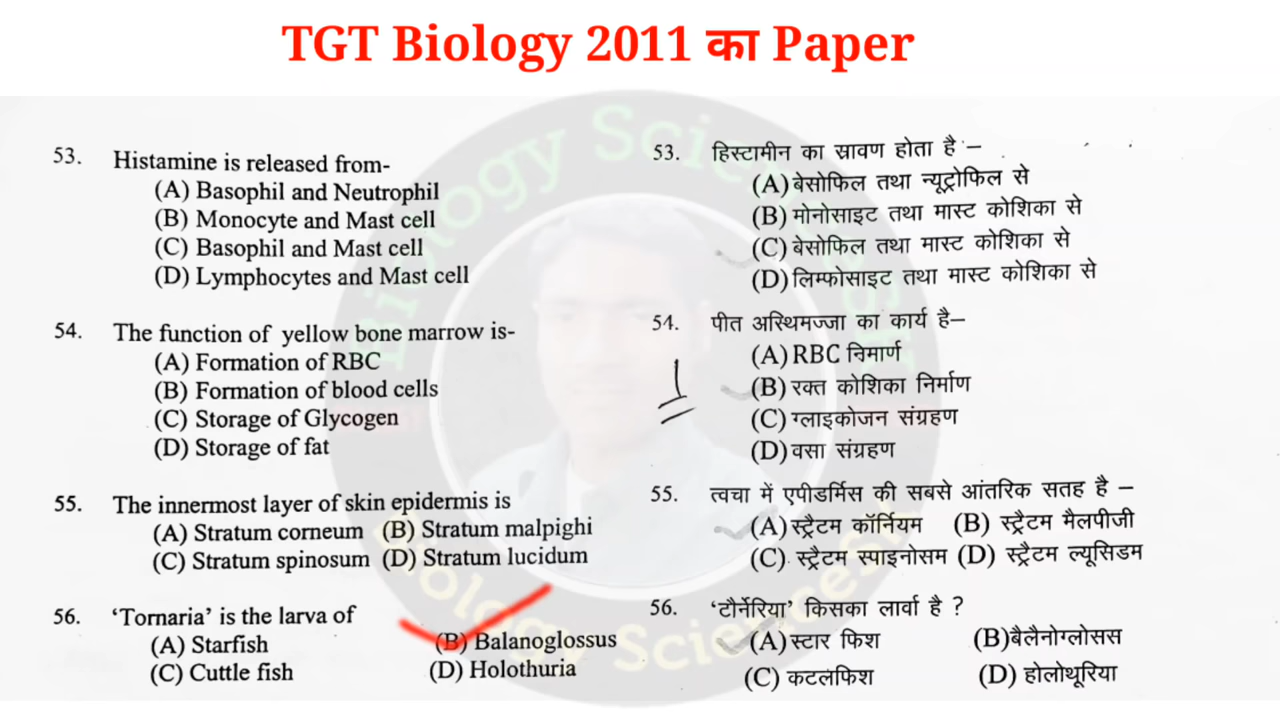 TGT Biology 2011 का Paper
53. Histamine is released from-
(A) Basophil and Neutrophil
(B) Monocyte and Mast cell
(C) Basophil and Mast cell
(D) Lymphocytes and Mast cell
54. The function of yellow bone marrow is-
(A) Formation of RBC
(B) Formation of blood cells
(C) Storage of Glycogen
(D) Storage of fat
55. The innermost layer of skin epidermis is
(A) Stratum corneum (B) Stratum malpighi
(C) Stratum spinosum (D) Stratum lucidum
56. ‘Tornaria’ is the larva of
(A) Starfish (B) Balanoglossus
(C) Cuttle fish (D) Holothuria
53. हिस्टामीन का स्रावण होता है –
(A) बेसोफिल तथा न्यूट्रोफिल से
(B) मोनोसाइट तथा मास्ट कोशिका से
(C) बेसोफिल तथा मास्ट कोशिका से
(D) लिम्फोसाइट तथा मास्ट कोशिका से
54. पीत अस्थिमज्जा का कार्य है–
(A) RBC निमार्ण
(B) रक्त कोशिका निर्माण
(C) ग्लाइकोजन संग्रहण
(D) वसा संग्रहण
55. त्वचा में एपीडर्मिस की सबसे आंतरिक सतह है –
(A) स्ट्रैटम कॉर्नियम (B) स्ट्रैटम मैलपीजी
(C) स्ट्रैटम स्पाइनोसम (D) स्ट्रैटम ल्यूसिडम
56. ‘टौर्नेरिया’ किसका लार्वा है ?
(A) स्टार फिश (B) बैलैनोग्लोसस
(C) कटलफिश (D) होलोथूरिया